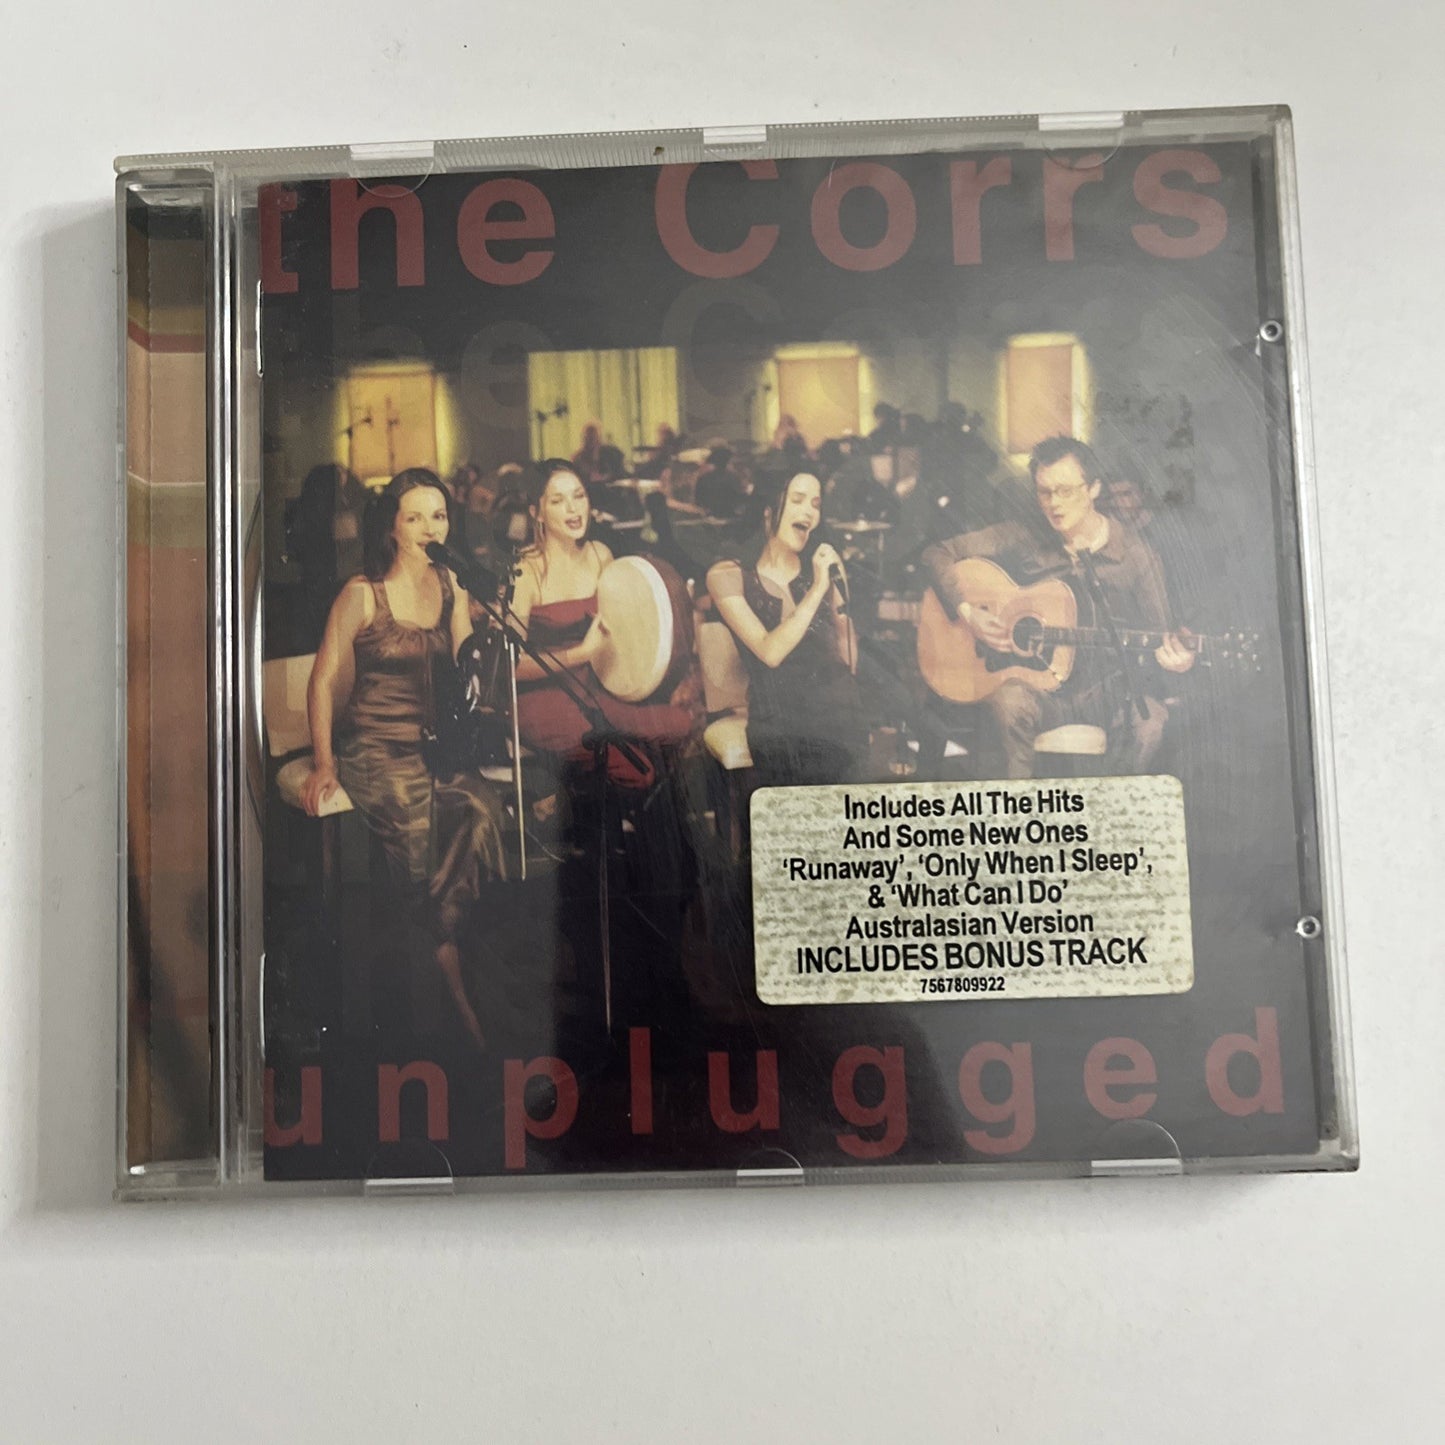 the Corrs
Includes All The Hits
And Some New Ones
‘Runaway’, ‘Only When I Sleep’,
& ‘What Can I Do’
Australasian Version
INCLUDES BONUS TRACK
7567809922
unplugged